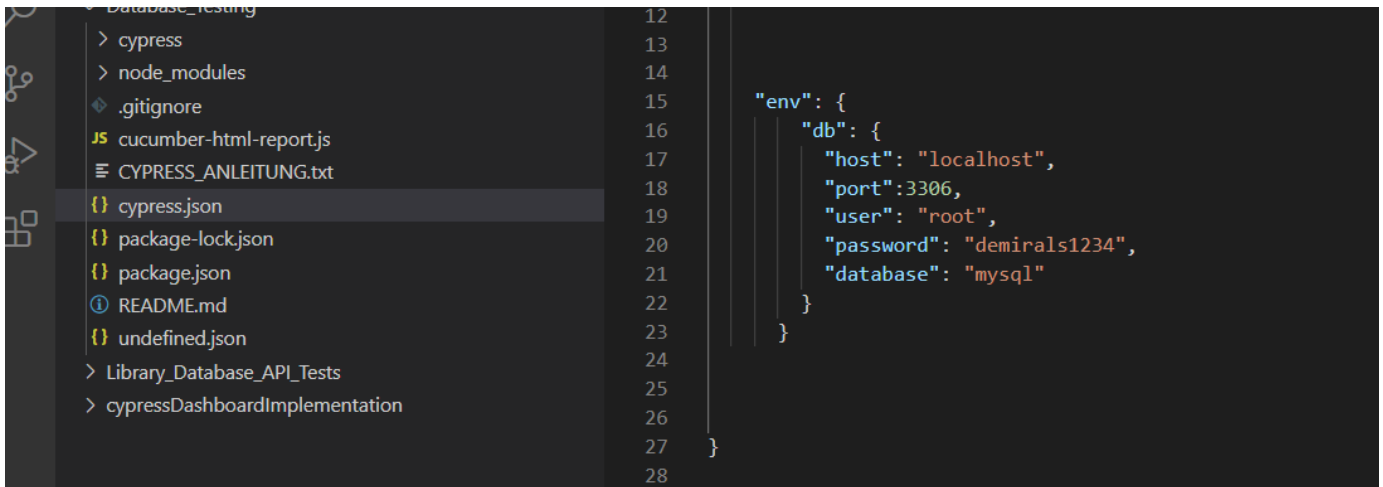 Database_Testing
cypress
node_modules
.gitignore
JS cucumber-html-report.js
CYPRESS_ANLEITUNG.txt
{} cypress.json
{} package-lock.json
{} package.json
README.md
{} undefined.json
Library_Database_API_Tests
cypressDashboardImplementation
12
13
14
15 "env": {
16 "db": {
17 "host": "localhost",
18 "port":3306,
19 "user": "root",
20 "password": "demirals1234",
21 "database": "mysql"
22 }
23 }
24
25
26
27 }
28